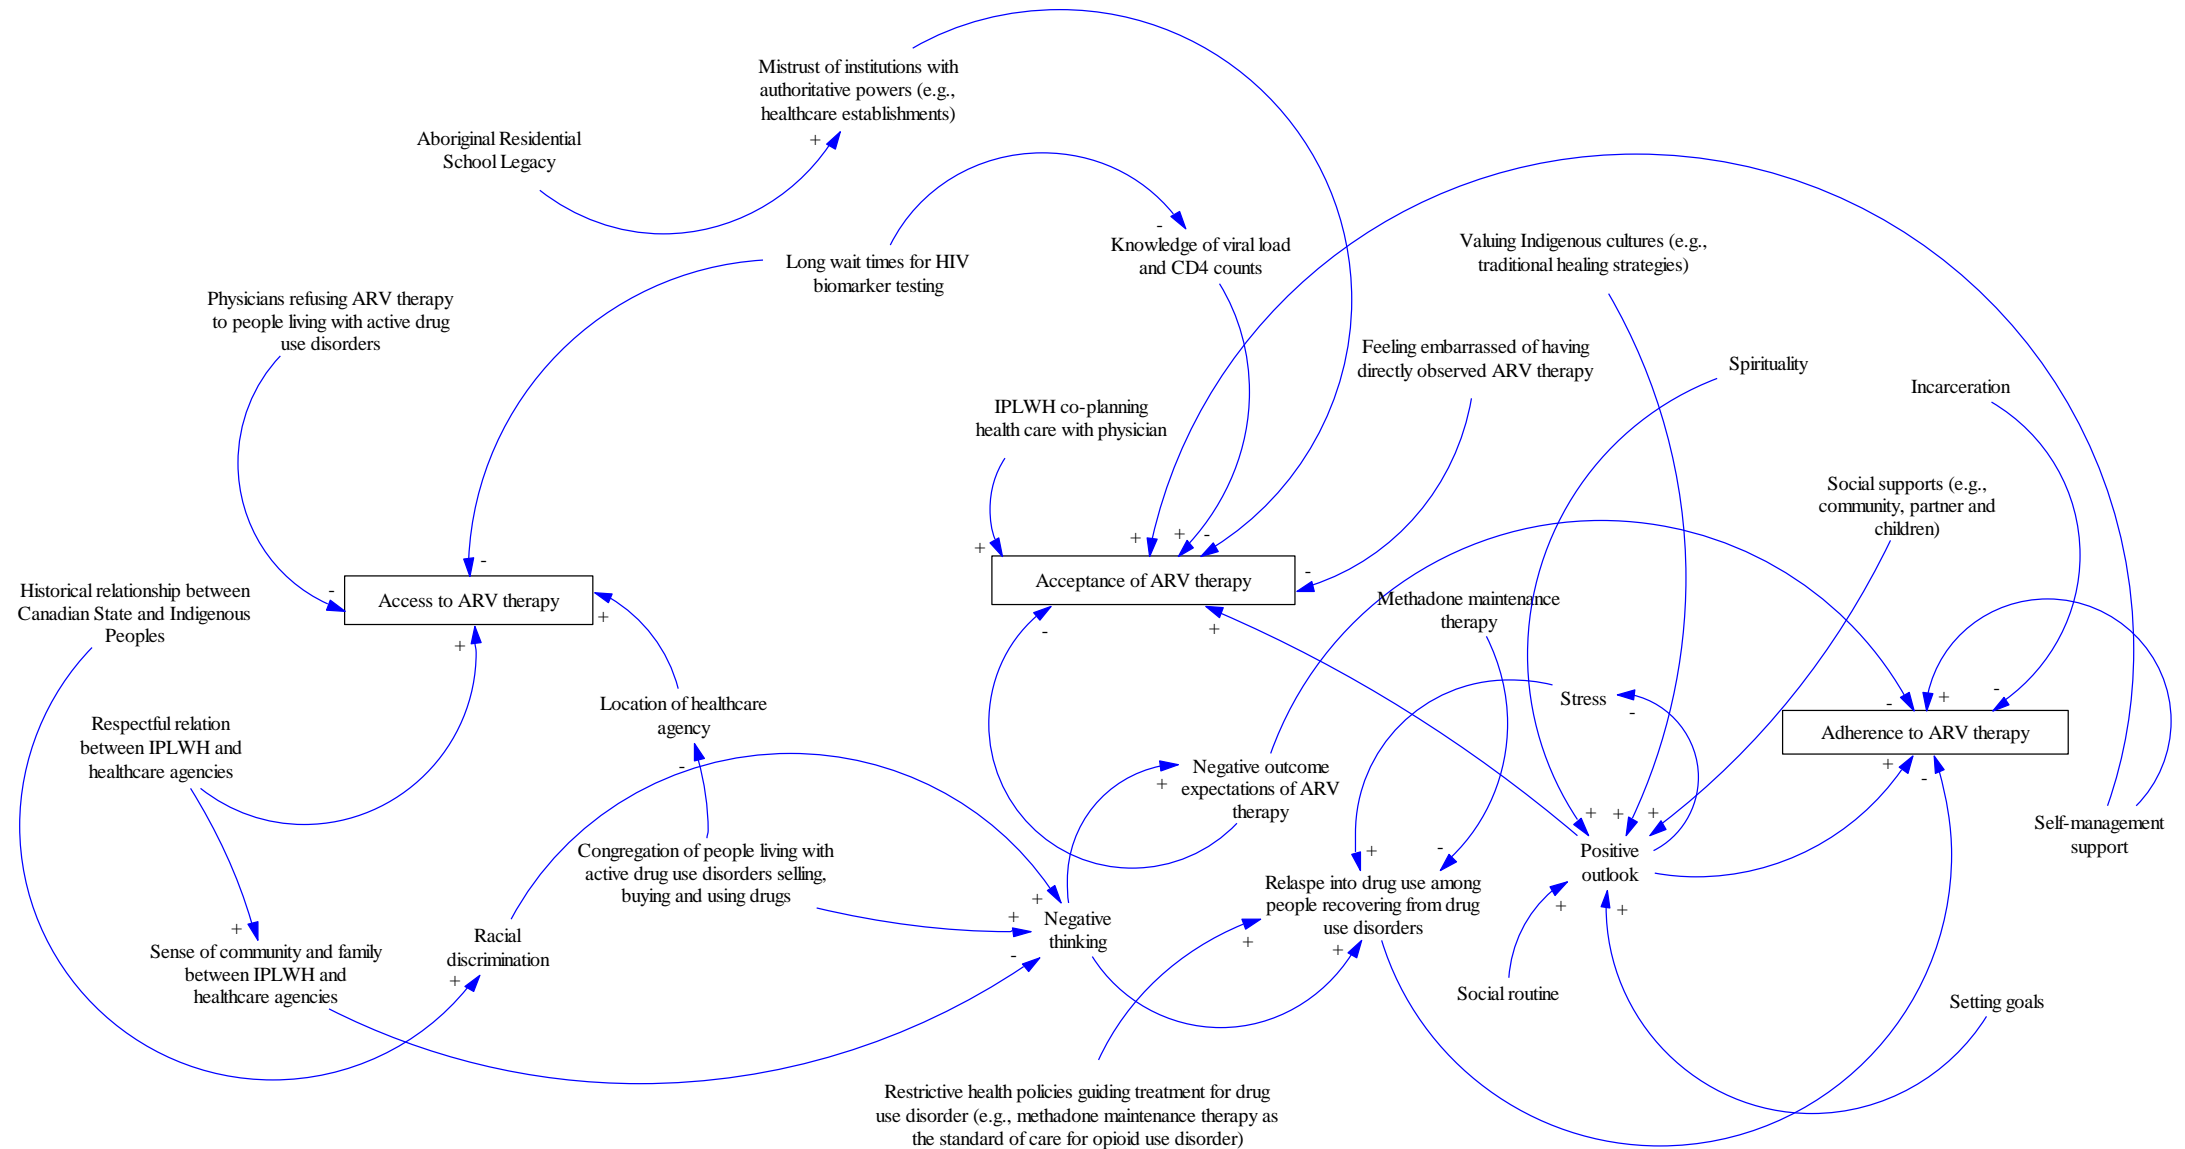 Mistrust of institutions with
authoritative powers (e.g.,
healthcare establishments)
+
Aboriginal Residential
School Legacy
-
Knowledge of viral load
and CD4 counts
Valuing Indigenous cultures (e.g.,
traditional healing strategies)
Long wait times for HIV
biomarker testing
Physicians refusing ARV therapy
to people living with active drug
use disorders
Feeling embarrassed of having
directly observed ARV therapy
Spirituality
Incarceration
IPLWH co-planning
health care with physician
Social supports (e.g.,
community, partner and
children)
+
+
+
-
-
-
-
Access to ARV therapy
+
+
Acceptance of ARV therapy
-
+
Historical relationship between
Canadian State and Indigenous
Peoples
Methadone maintenance
therapy
Stress
-
-
+
-
Adherence to ARV therapy
+
-
Location of healthcare
agency
-
Respectful relation
between IPLWH and
healthcare agencies
Negative outcome
expectations of ARV
therapy
+
+
+
+
Self-management
support
Positive
outlook
+
+
Congregation of people living with
active drug use disorders selling,
buying and using drugs
+
-
Relaspe into drug use among
people recovering from drug
use disorders
+
+
+
+
-
Negative
thinking
Racial
discrimination
+
+
Sense of community and family
between IPLWH and
healthcare agencies
Social routine
Setting goals
Restrictive health policies guiding treatment for drug
use disorder (e.g., methadone maintenance therapy as
the standard of care for opioid use disorder)